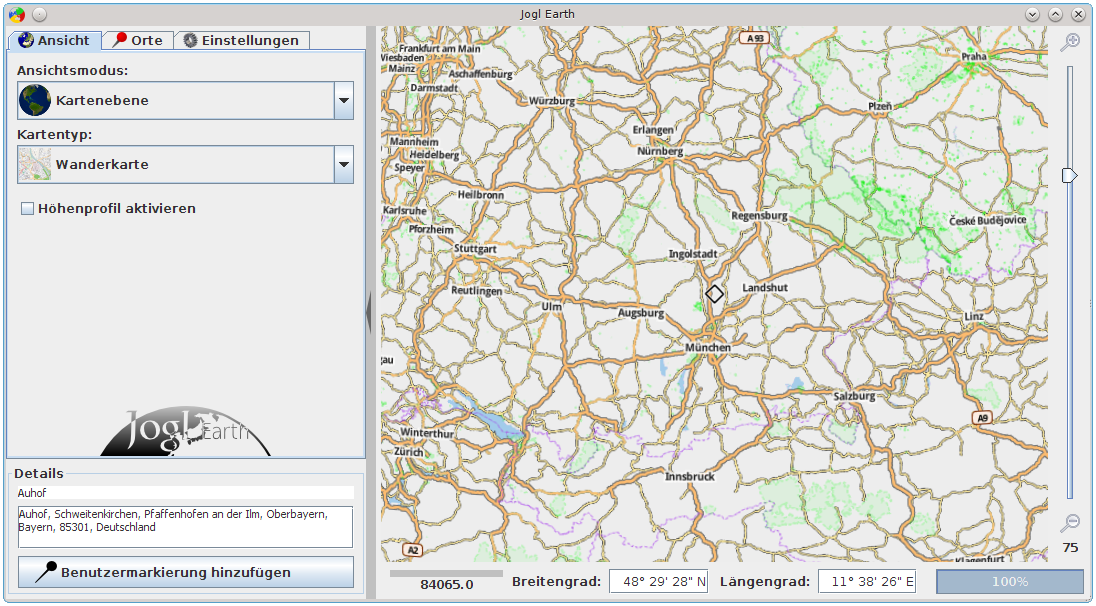 Jogl Earth
Ansicht
Orte
Einstellungen
Ansichtsmodus:
Kartenebene
Kartentyp:
Wanderkarte
Höhenprofil aktivieren
Jogl Earth
Details
Auhof
Auhof, Schweitenkirchen, Pfaffenhofen an der Ilm, Oberbayern,
Bayern, 85301, Deutschland
Benutzermarkierung hinzufügen
A 93
Frankfurt am Main
Wiesbaden
Mainz
Aschaffenburg
Darmstadt
Praha
Würzburg
Plzeň
Erlangen
Nürnberg
Mannheim
Heidelberg
Speyer
Heilbronn
Karlsruhe
Pforzheim
Regensburg
České Budějovice
Stuttgart
Ingolstadt
Reutlingen
Landshut
Ulm
Augsburg
Linz
München
gau
Salzburg
A9
Winterthur
Zürich
Innsbruck
A2
Klagenfurt
75
84065.0
Breitengrad:
48° 29' 28" N
Längengrad:
11° 38' 26" E
100%